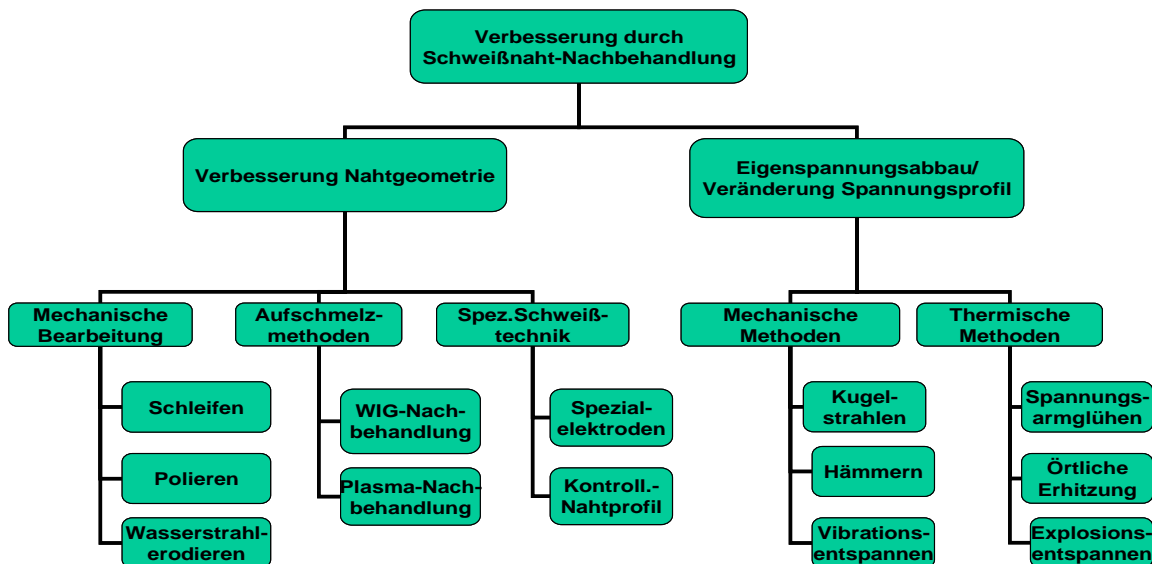 Verbesserung durch
Schweißnaht-Nachbehandlung
Verbesserung Nahtgeometrie
Eigenspannungsabbau/
Veränderung Spannungsprofil
Mechanische
Bearbeitung
Aufschmelz-
methoden
Spez.Schweiß-
technik
Mechanische
Methoden
Thermische
Methoden
Schleifen
Polieren
Wasserstrahl-
erodieren
WIG-Nach-
behandlung
Plasma-Nach-
behandlung
Spezial-
elektroden
Kontroll.-
Nahtprofil
Kugel-
strahlen
Hämmern
Vibrations-
entspannen
Spannungs-
armglühen
Örtliche
Erhitzung
Explosions-
entspannen